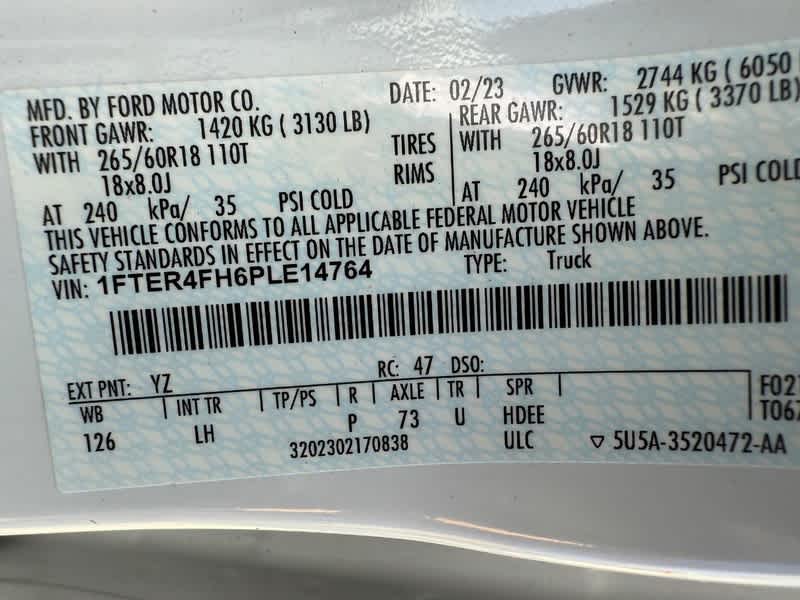 MFD. BY FORD MOTOR CO. DATE: 02/23 GVWR: 2744 KG ( 6050
FRONT GAWR: 1420 KG ( 3130 LB) REAR GAWR: 1529 KG ( 3370 LB)
WITH 265/60R18 110T TIRES WITH 265/60R18 110T
18x8.0J RIMS 18x8.0J
AT 240 kPa/ 35 PSI COLD AT 240 kPa/ 35 PSI COLD
THIS VEHICLE CONFORMS TO ALL APPLICABLE FEDERAL MOTOR VEHICLE
SAFETY STANDARDS IN EFFECT ON THE DATE OF MANUFACTURE SHOWN ABOVE.
VIN: 1FTER4FH6PLE14764 TYPE: Truck
EXT PNT: YZ RC: 47 DSO:
WB INT TR TP/PS R AXLE TR SPR F02
126 LH P 73 U HDEE T06
3202302170838 ULC ▽ 5U5A-3520472-AA